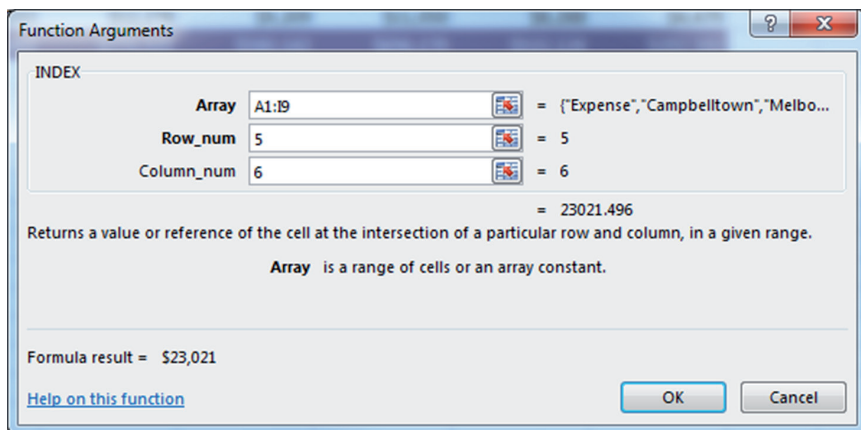 Function Arguments
?
X
INDEX
Array A1:I9 = {"Expense","Campbelltown","Melbo...
Row_num 5 = 5
Column_num 6 = 6
= 23021.496
Returns a value or reference of the cell at the intersection of a particular row and column, in a given range.
Array is a range of cells or an array constant.
Formula result = $23,021
Help on this function
OK Cancel